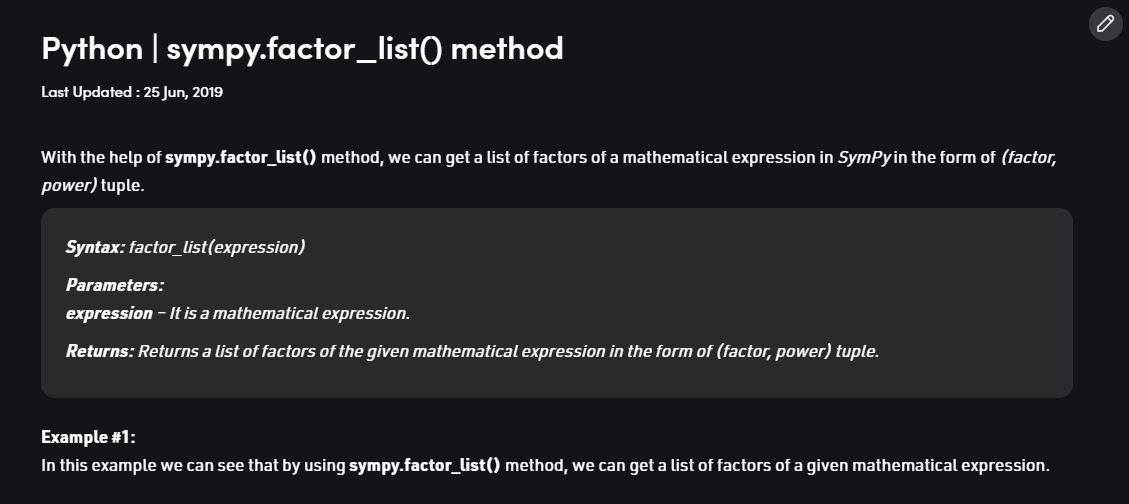 Python | sympy.factor_list() method
Last Updated : 25 Jun, 2019
With the help of sympy.factor_list() method, we can get a list of factors of a mathematical expression in SymPy in the form of (factor,
power) tuple.
Syntax: factor_list(expression)
Parameters:
expression – It is a mathematical expression.
Returns: Returns a list of factors of the given mathematical expression in the form of (factor, power) tuple.
Example #1:
In this example we can see that by using sympy.factor_list() method, we can get a list of factors of a given mathematical expression.